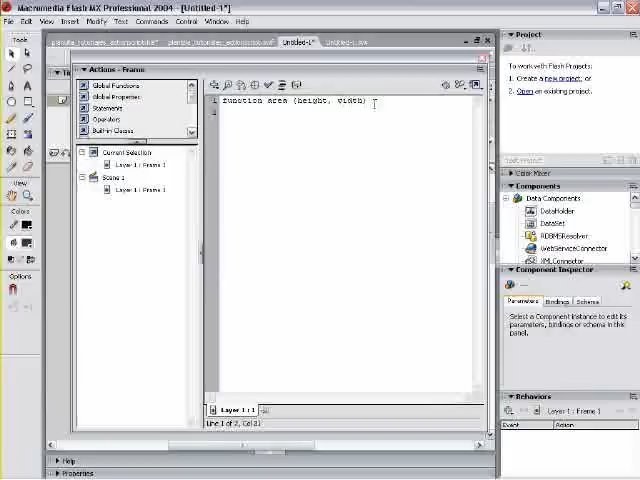 Macromedia Flash MX Professional 2004 - [Untitled-1*]
File Edit View Insert Modify Text Commands Control Window Help
Tools
Untitled-1*
Actions - Frame
Global Functions
Global Properties
Statements
Operators
Built-in Classes
Current Selection
Layer 1 : Frame 1
Scene 1
Layer 1 : Frame 1
1 function area (height, width)
2
Layer 1 : 1
View
Colors
Options
Help
Properties
Project
To work with Flash Projects:
1. Create a new project, or
2. Open an existing project.
Color Mixer
Components
Data Components
DataHolder
DataSet
RDBMSResolver
WebServiceConnector
XMLConnector
Component Inspector
Parameters Bindings Schema
Select a Component instance to edit its
parameters, bindings or schema in this
panel.
Behaviors
Layer 1 : Frame 1
Event Action